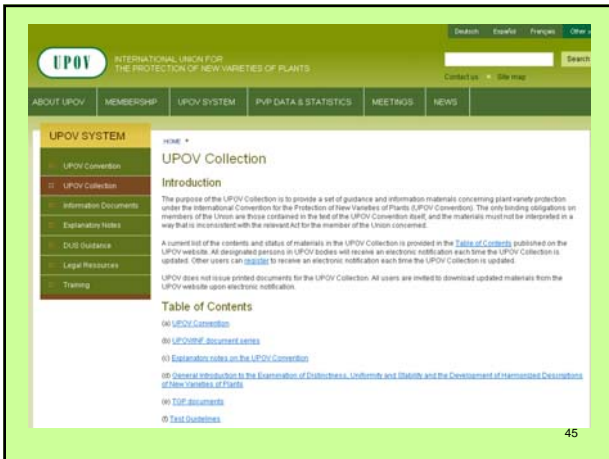 Deutsch Español Français Other
UPOV
INTERNATIONAL UNION FOR
THE PROTECTION OF NEW VARIETIES OF PLANTS
Search
Contact us Site map
ABOUT UPOV MEMBERSHIP UPOV SYSTEM PVP DATA & STATISTICS MEETINGS NEWS
UPOV SYSTEM
UPOV Convention
UPOV Collection
Information Documents
Explanatory Notes
DUS Guidance
Legal Resources
Training
HOME
UPOV Collection
Introduction
The purpose of the UPOV Collection is to provide a set of guidance and information materials concerning plant variety protection
under the International Convention for the Protection of New Varieties of Plants (UPOV Convention). The only binding obligations on
members of the Union are those contained in the text of the UPOV Convention itself, and the materials must not be interpreted in a
way that is inconsistent with the relevant Act for the member of the Union concerned.
A current list of the contents and status of materials in the UPOV Collection is provided in the Table of Contents published on the
UPOV website. All designated persons in UPOV bodies will receive an electronic notification each time the UPOV Collection is
updated. Other users can register to receive an electronic notification each time the UPOV Collection is updated.
UPOV does not issue printed documents for the UPOV Collection. All users are invited to download updated materials from the
UPOV website upon electronic notification.
Table of Contents
(a) UPOV Convention
(b) UPOV/INF document series
(c) Explanatory notes on the UPOV Convention
(d) General Introduction to the Examination of Distinctness, Uniformity and Stability and the Development of Harmonized Descriptions
of New Varieties of Plants
(e) TGP documents
(f) Test Guidelines
45